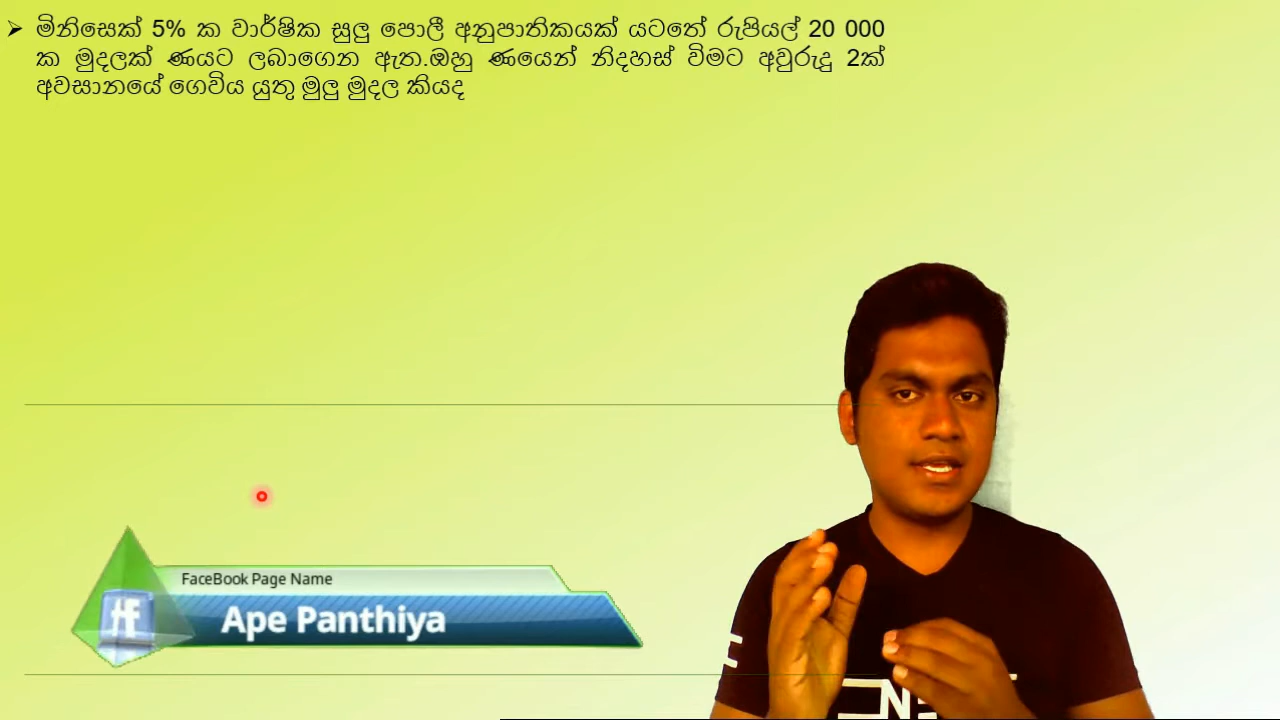 ➢ මිනිසෙක් 5% ක වාර්ෂික සුලු පොලී අනුපාතිකයක් යටතේ රුපියල් 20 000
ක මුදලක් ණයට ලබාගෙන ඇත.ඔහු ණයෙන් නිදහස් විමට අවුරුදු 2ක්
අවසානයේ ගෙවිය යුතු මුලු මුදල කියද
FaceBook Page Name
Ape Panthiya